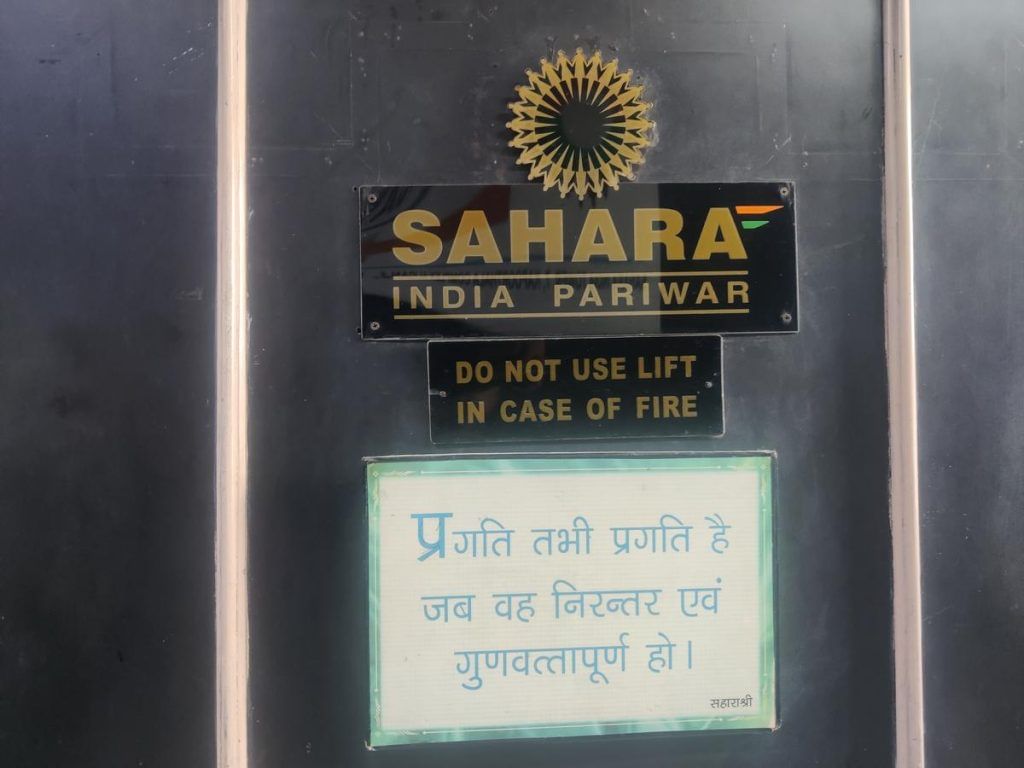 SAHARA
INDIA PARIWAR
DO NOT USE LIFT
IN CASE OF FIRE
प्रगति तभी प्रगति है
जब वह निरन्तर एवं
गुणवत्तापूर्ण हो।
सहाराश्री